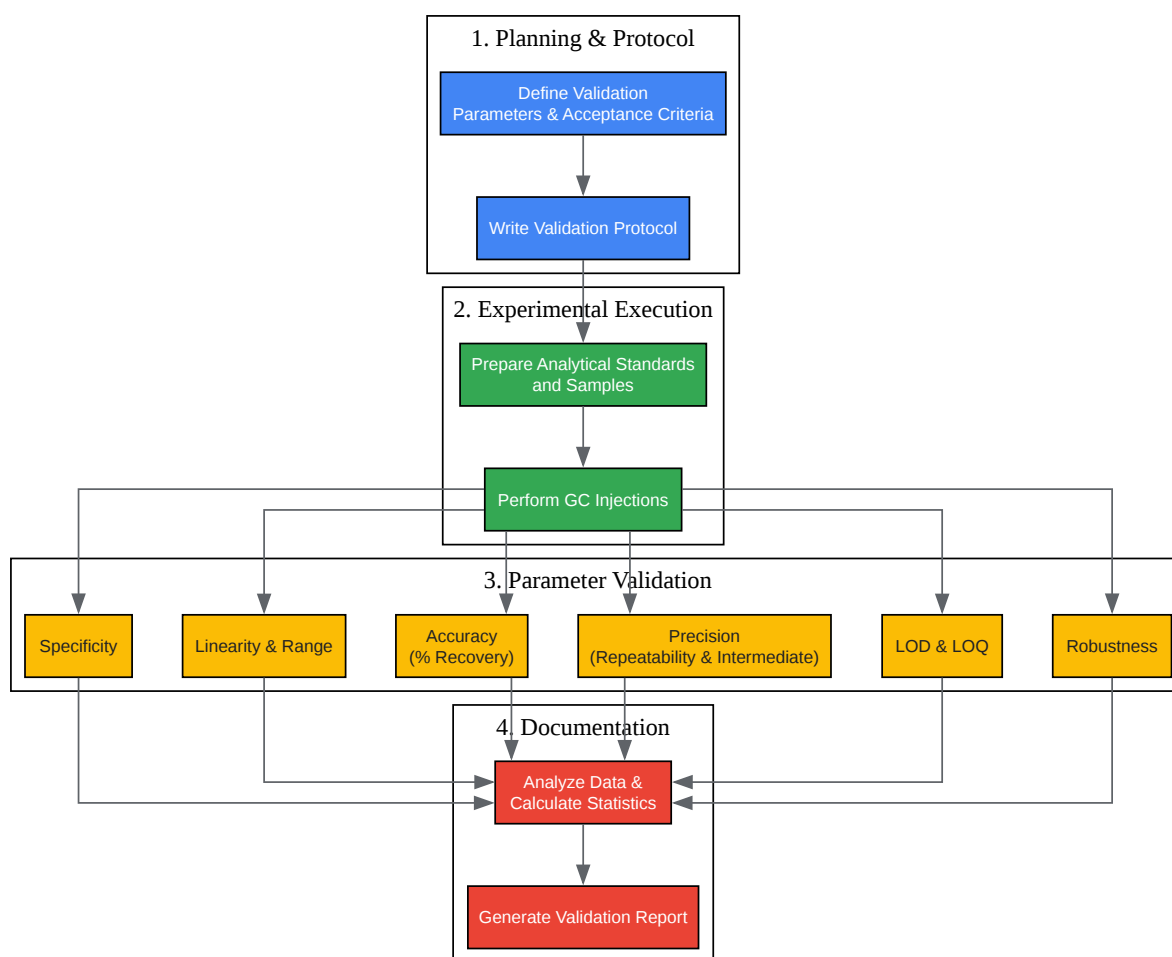 1. Planning & Protocol
Define Validation
Parameters & Acceptance Criteria
Write Validation Protocol
2. Experimental Execution
Prepare Analytical Standards
and Samples
Perform GC Injections
3. Parameter Validation
Specificity
Linearity & Range
Accuracy
(% Recovery)
Precision
(Repeatability & Intermediate)
LOD & LOQ
Robustness
4. Documentation
Analyze Data &
Calculate Statistics
Generate Validation Report